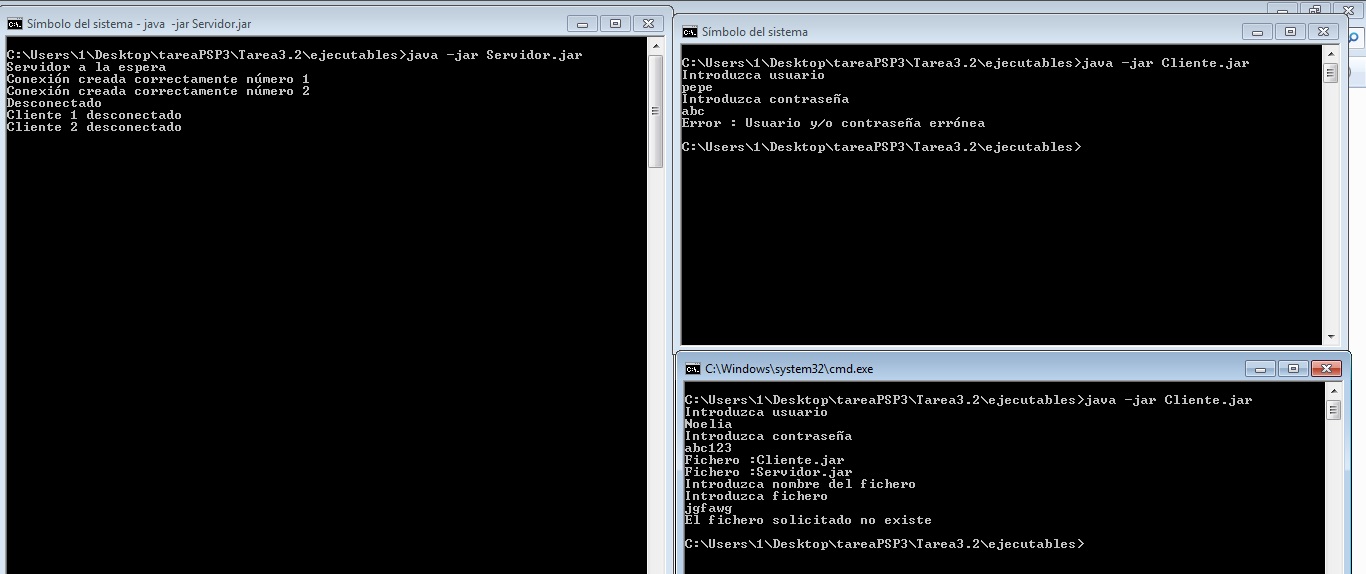 Símbolo del sistema - java  -jar Servidor.jar
C:\Users\1\Desktop\tareaPSP3\Tarea3.2\ejecutables>java -jar Servidor.jar
Servidor a la espera
Conexión creada correctamente número 1
Conexión creada correctamente número 2
Desconectado
Cliente 1 desconectado
Cliente 2 desconectado
Símbolo del sistema
C:\Users\1\Desktop\tareaPSP3\Tarea3.2\ejecutables>java -jar Cliente.jar
Introduzca usuario
pepe
Introduzca contraseña
abc
Error : Usuario y/o contraseña errónea
C:\Users\1\Desktop\tareaPSP3\Tarea3.2\ejecutables>
C:\Windows\system32\cmd.exe
C:\Users\1\Desktop\tareaPSP3\Tarea3.2\ejecutables>java -jar Cliente.jar
Introduzca usuario
Noelia
Introduzca contraseña
abc123
Fichero :Cliente.jar
Fichero :Servidor.jar
Introduzca nombre del fichero
Introduzca fichero
jgfawg
El fichero solicitado no existe
C:\Users\1\Desktop\tareaPSP3\Tarea3.2\ejecutables>